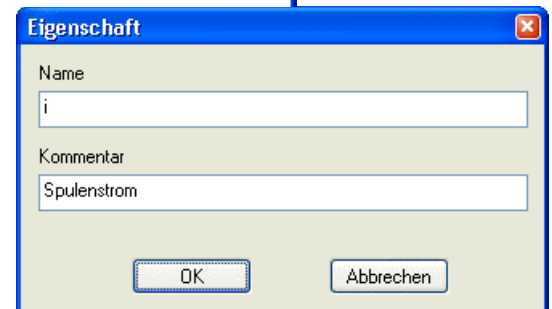 Eigenschaft
Name
i
Kommentar
Spulenstrom
OK
Abbrechen